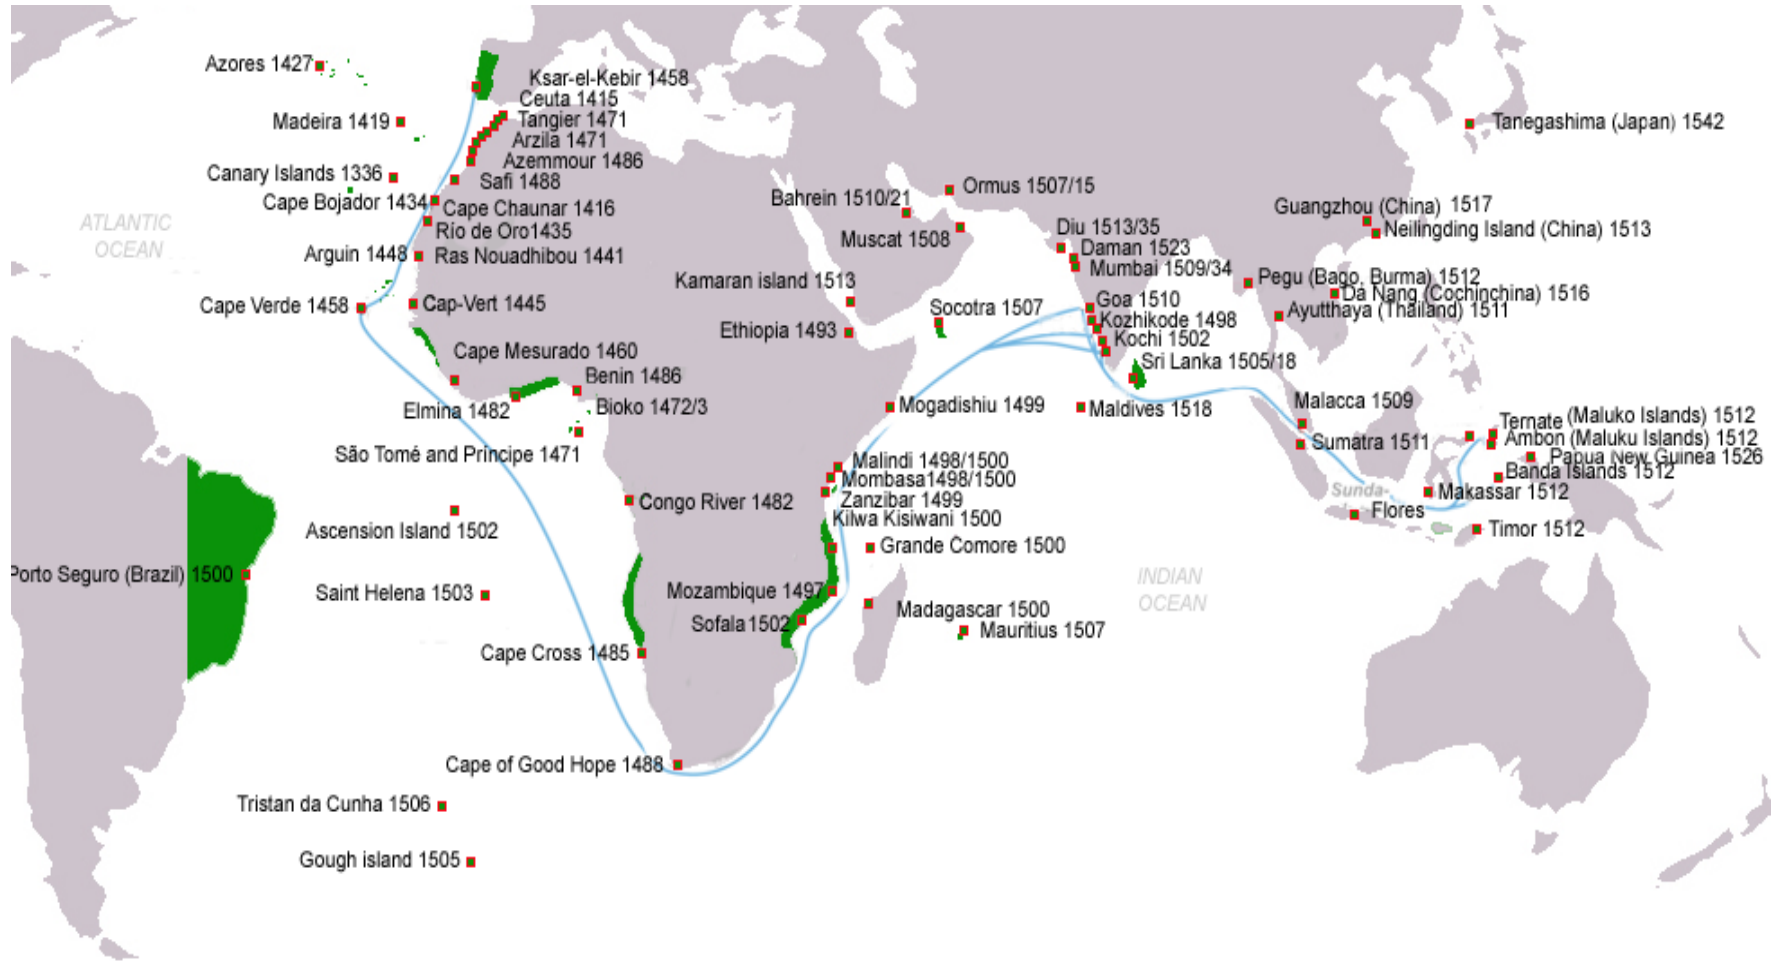 Azores 1427
Madeira 1419
Canary Islands 1336
Cape Bojador 1434
ATLANTIC
OCEAN
Arguin 1448
Cape Verde 1458
Ksar-el-Kebir 1458
Ceuta 1415
Tangier 1471
Arzila 1471
Azemmour 1486
Safi 1488
Cape Chaunar 1416
Río de Oro1435
Ras Nouadhibou 1441
Cap-Vert 1445
Cape Mesurado 1460
Benin 1486
Elmina 1482
Bioko 1472/3
São Tomé and Príncipe 1471
Congo River 1482
Ascension Island 1502
Porto Seguro (Brazil) 1500
Saint Helena 1503
Cape Cross 1485
Cape of Good Hope 1488
Tristan da Cunha 1506
Gough island 1505
Bahrein 1510/21
Ormus 1507/15
Muscat 1508
Kamaran island 1513
Ethiopia 1493
Socotra 1507
Mogadishiu 1499
Malindi 1498/1500
Mombasa1498/1500
Zanzibar 1499
Kilwa Kisiwani 1500
Grande Comore 1500
Mozambique 1497
Sofala 1502
Madagascar 1500
Mauritius 1507
INDIAN
OCEAN
Diu 1513/35
Daman 1523
Mumbai 1509/34
Goa 1510
Kozhikode 1498
Kochi 1502
Sri Lanka 1505/18
Maldives 1518
Tanegashima (Japan) 1542
Guangzhou (China) 1517
Neilingding Island (China) 1513
Pegu (Bago, Burma) 1512
Da Nang (Cochinchina) 1516
Ayutthaya (Thailand) 1511
Malacca 1509
Sumatra 1511
Ternate (Maluko Islands) 1512
Ambon (Maluku Islands) 1512
Papua New Guinea 1526
Banda Islands 1512
Makassar 1512
Sunda-
Flores
Timor 1512